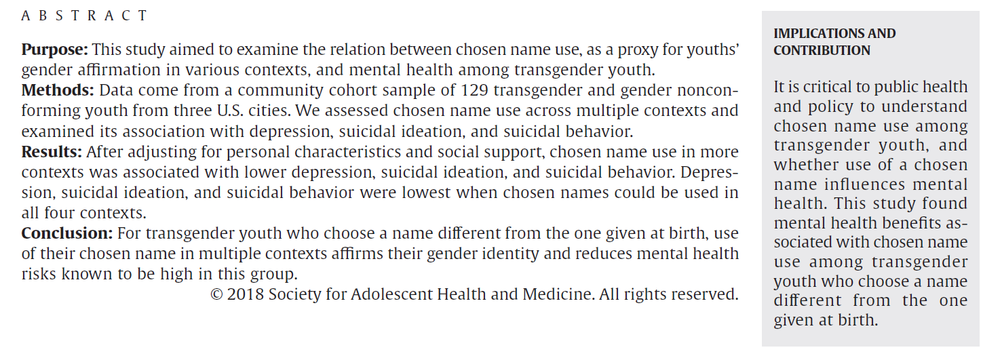 A B S T R A C T
Purpose: This study aimed to examine the relation between chosen name use, as a proxy for youths’
gender affirmation in various contexts, and mental health among transgender youth.
Methods: Data come from a community cohort sample of 129 transgender and gender noncon-
forming youth from three U.S. cities. We assessed chosen name use across multiple contexts and
examined its association with depression, suicidal ideation, and suicidal behavior.
Results: After adjusting for personal characteristics and social support, chosen name use in more
contexts was associated with lower depression, suicidal ideation, and suicidal behavior. Depres-
sion, suicidal ideation, and suicidal behavior were lowest when chosen names could be used in
all four contexts.
Conclusion: For transgender youth who choose a name different from the one given at birth, use
of their chosen name in multiple contexts affirms their gender identity and reduces mental health
risks known to be high in this group.
© 2018 Society for Adolescent Health and Medicine. All rights reserved.
IMPLICATIONS AND
CONTRIBUTION
It is critical to public health
and policy to understand
chosen name use among
transgender youth, and
whether use of a chosen
name influences mental
health. This study found
mental health benefits as-
sociated with chosen name
use among transgender
youth who choose a name
different from the one
given at birth.